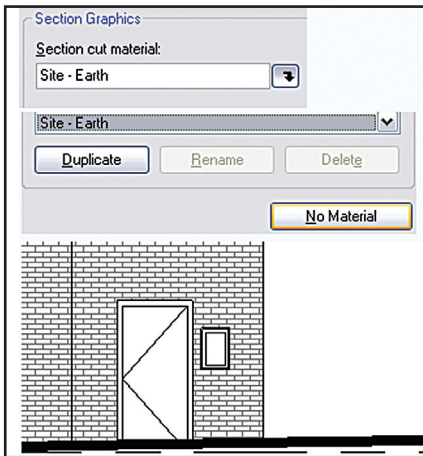 Section Graphics
Section cut material:
Site - Earth
Site - Earth
Duplicate Rename Delete
No Material